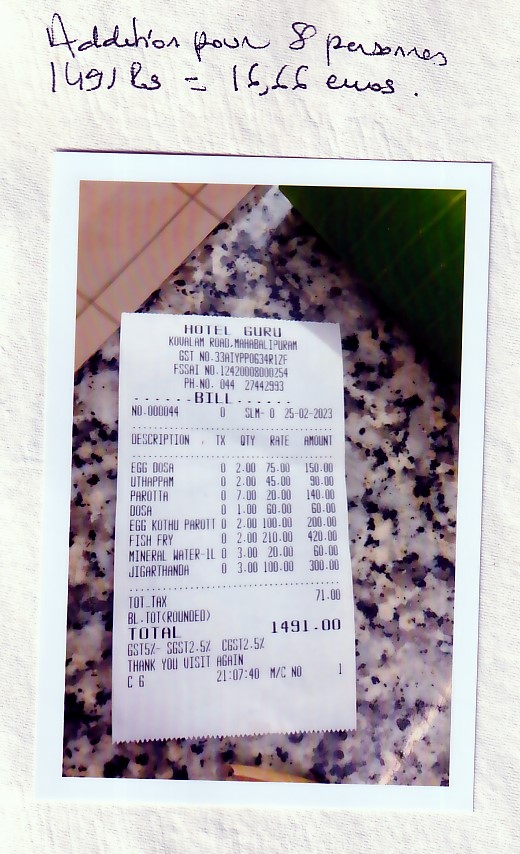 Addition pour 8 personnes
1491 Rs = 16,66 euros.
HOTEL GURU
KOVALAM ROAD,MAHABALIPURAM
GST NO.33AIYPP0634R1ZF
FSSAI NO.12420008000254
PH.NO. 044 27442993
------BILL------
NO.000044 0 SLM- 0 25-02-2023
DESCRIPTION . TX QTY RATE AMOUNT
EGG DOSA 0 2.00 75.00 150.00
UTHAPPAM 0 2.00 45.00 90.00
PAROTTA 0 7.00 20.00 140.00
DOSA 0 1.00 60.00 60.00
EGG KOTHU PAROTT 0 2.00 100.00 200.00
FISH FRY 0 2.00 210.00 420.00
MINERAL WATER-1L 0 3.00 20.00 60.00
JIGARTHANDA 0 3.00 100.00 300.00
TOT_TAX 71.00
BL.TOT(ROUNDED)
TOTAL 1491.00
GST5%- SGST2.5% CGST2.5%
THANK YOU VISIT AGAIN
C 6 21:07:40 M/C NO 1